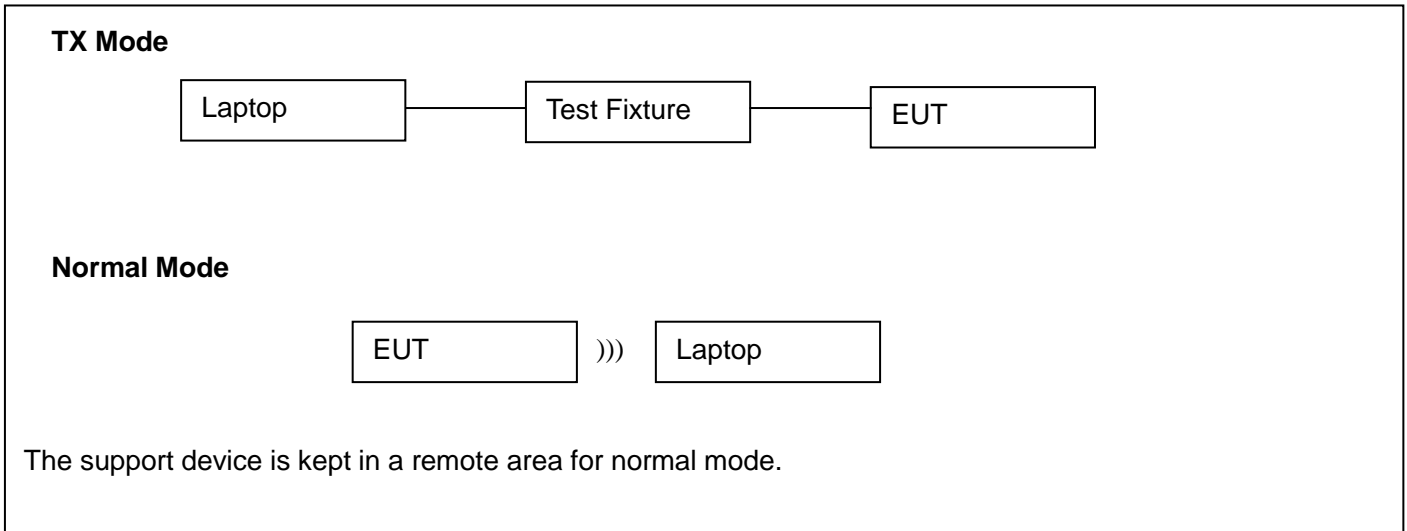 TX Mode
Laptop Test Fixture EUT
Normal Mode
EUT ))) Laptop
The support device is kept in a remote area for normal mode.